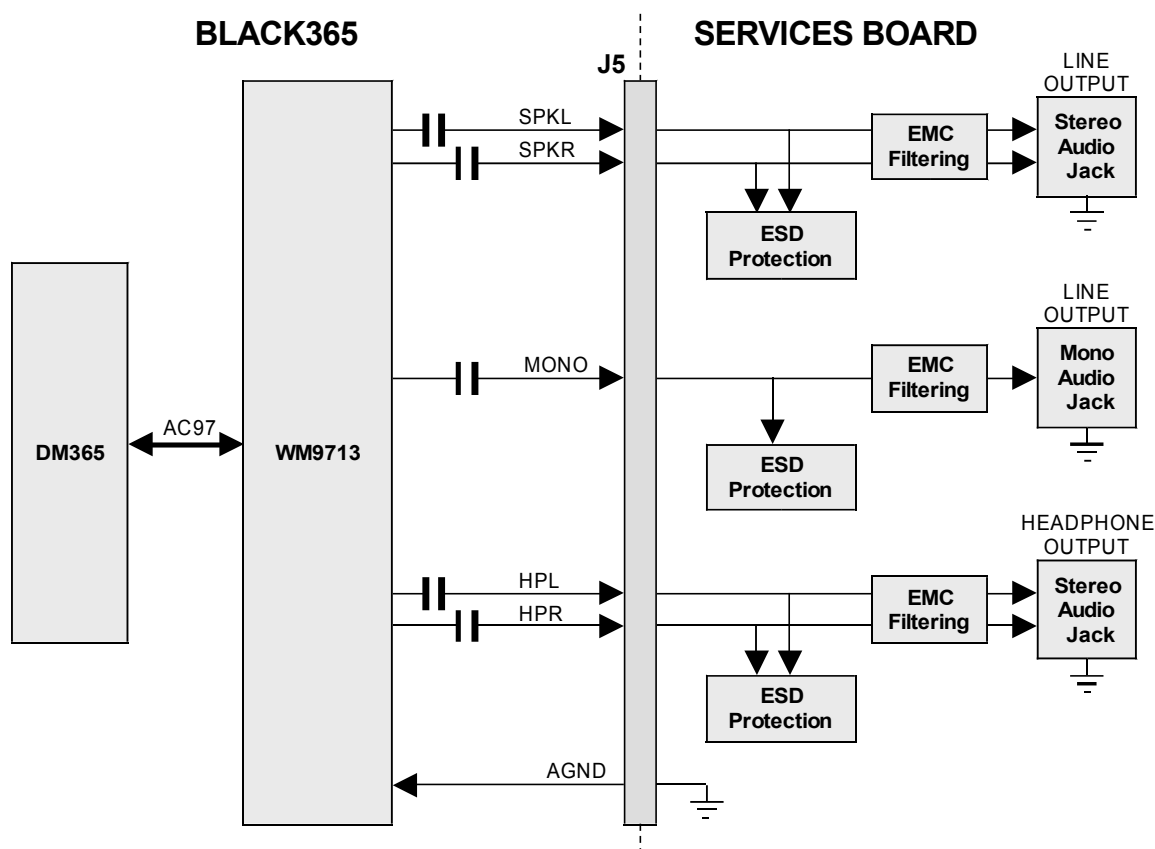 BLACK365
SERVICES BOARD
J5
LINE
OUTPUT
SPKL
SPKR
EMC
Filtering
Stereo
Audio
Jack
ESD
Protection
LINE
OUTPUT
MONO
EMC
Filtering
Mono
Audio
Jack
AC97
DM365
WM9713
ESD
Protection
HEADPHONE
OUTPUT
HPL
HPR
EMC
Filtering
Stereo
Audio
Jack
ESD
Protection
AGND